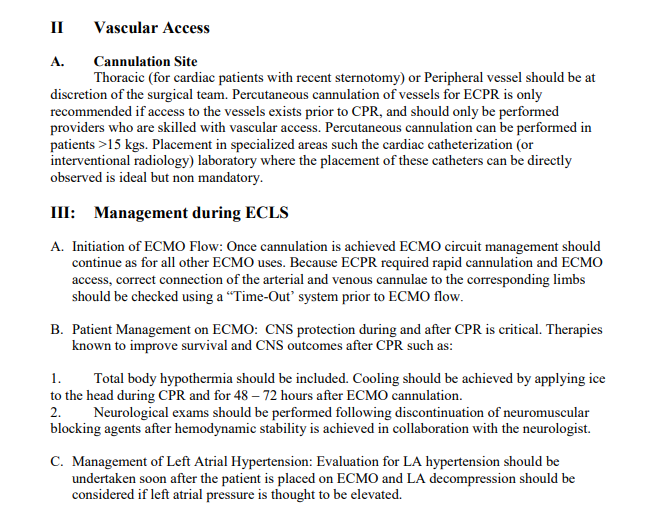 II Vascular Access
A. Cannulation Site
Thoracic (for cardiac patients with recent sternotomy) or Peripheral vessel should be at
discretion of the surgical team. Percutaneous cannulation of vessels for ECPR is only
recommended if access to the vessels exists prior to CPR, and should only be performed
providers who are skilled with vascular access. Percutaneous cannulation can be performed in
patients >15 kgs. Placement in specialized areas such the cardiac catheterization (or
interventional radiology) laboratory where the placement of these catheters can be directly
observed is ideal but non mandatory.
III: Management during ECLS
A. Initiation of ECMO Flow: Once cannulation is achieved ECMO circuit management should
continue as for all other ECMO uses. Because ECPR required rapid cannulation and ECMO
access, correct connection of the arterial and venous cannulae to the corresponding limbs
should be checked using a “Time-Out’ system prior to ECMO flow.
B. Patient Management on ECMO: CNS protection during and after CPR is critical. Therapies
known to improve survival and CNS outcomes after CPR such as:
1. Total body hypothermia should be included. Cooling should be achieved by applying ice
to the head during CPR and for 48 – 72 hours after ECMO cannulation.
2. Neurological exams should be performed following discontinuation of neuromuscular
blocking agents after hemodynamic stability is achieved in collaboration with the neurologist.
C. Management of Left Atrial Hypertension: Evaluation for LA hypertension should be
undertaken soon after the patient is placed on ECMO and LA decompression should be
considered if left atrial pressure is thought to be elevated.